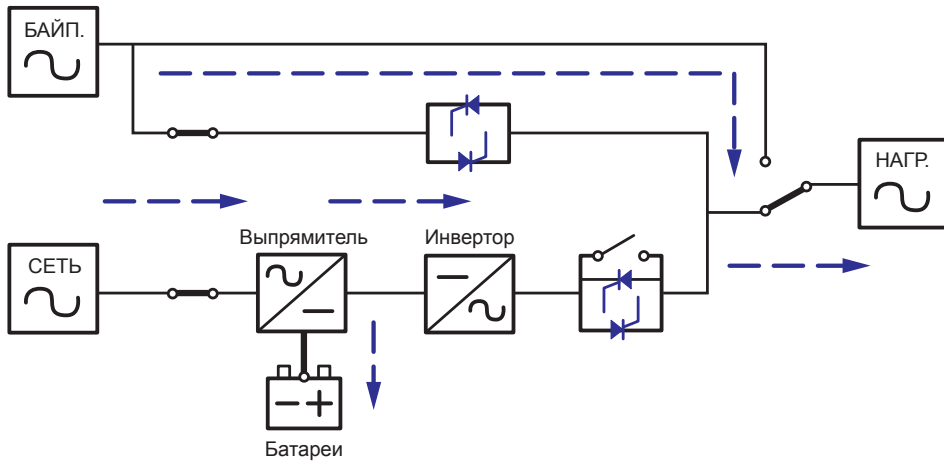 БАЙП.
НАГР.
Выпрямитель
Инвертор
СЕТЬ
Батареи